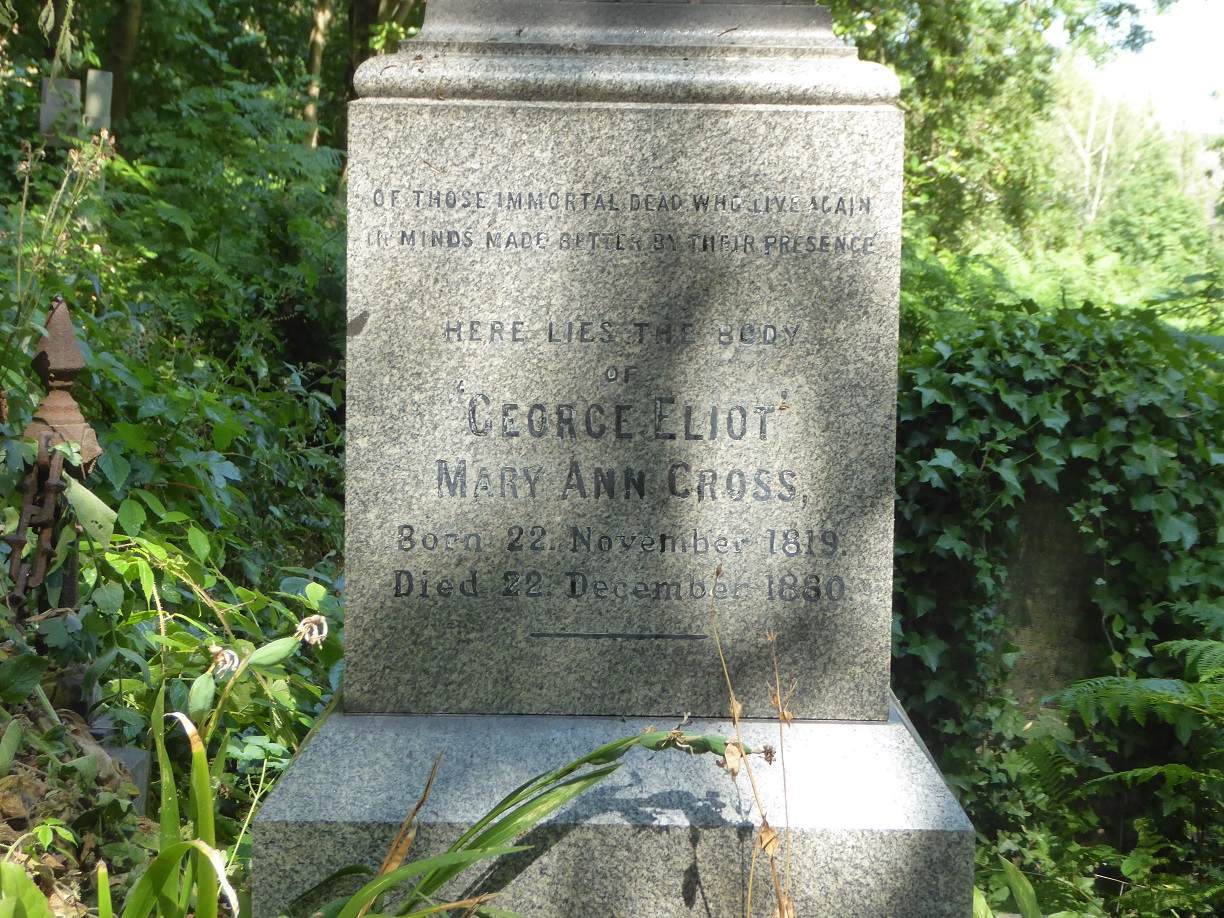 OF THOSE IMMORTAL DEAD WHO LIVE AGAIN
IN MINDS MADE BETTER BY THEIR PRESENCE
HERE LIES THE BODY
OF
'GEORGE ELIOT'
MARY ANN CROSS,
Born 22. November 1819.
Died 22. December 1880